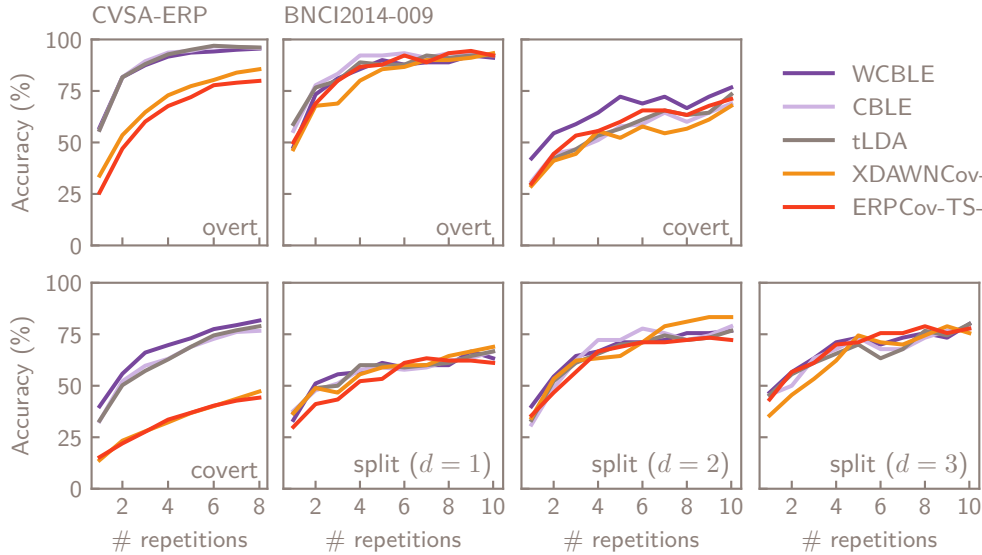 CVSA-ERP
BNCI2014-009
Accuracy (%)
100
75
50
25
0
overt
overt
covert
WCBLE
CBLE
tLDA
XDAWNCov-
ERPCov-TS-
Accuracy (%)
100
75
50
25
0
covert
split (d = 1)
split (d = 2)
split (d = 3)
2 4 6 8
2 4 6 8 10
2 4 6 8 10
2 4 6 8 10
# repetitions
# repetitions
# repetitions
# repetitions